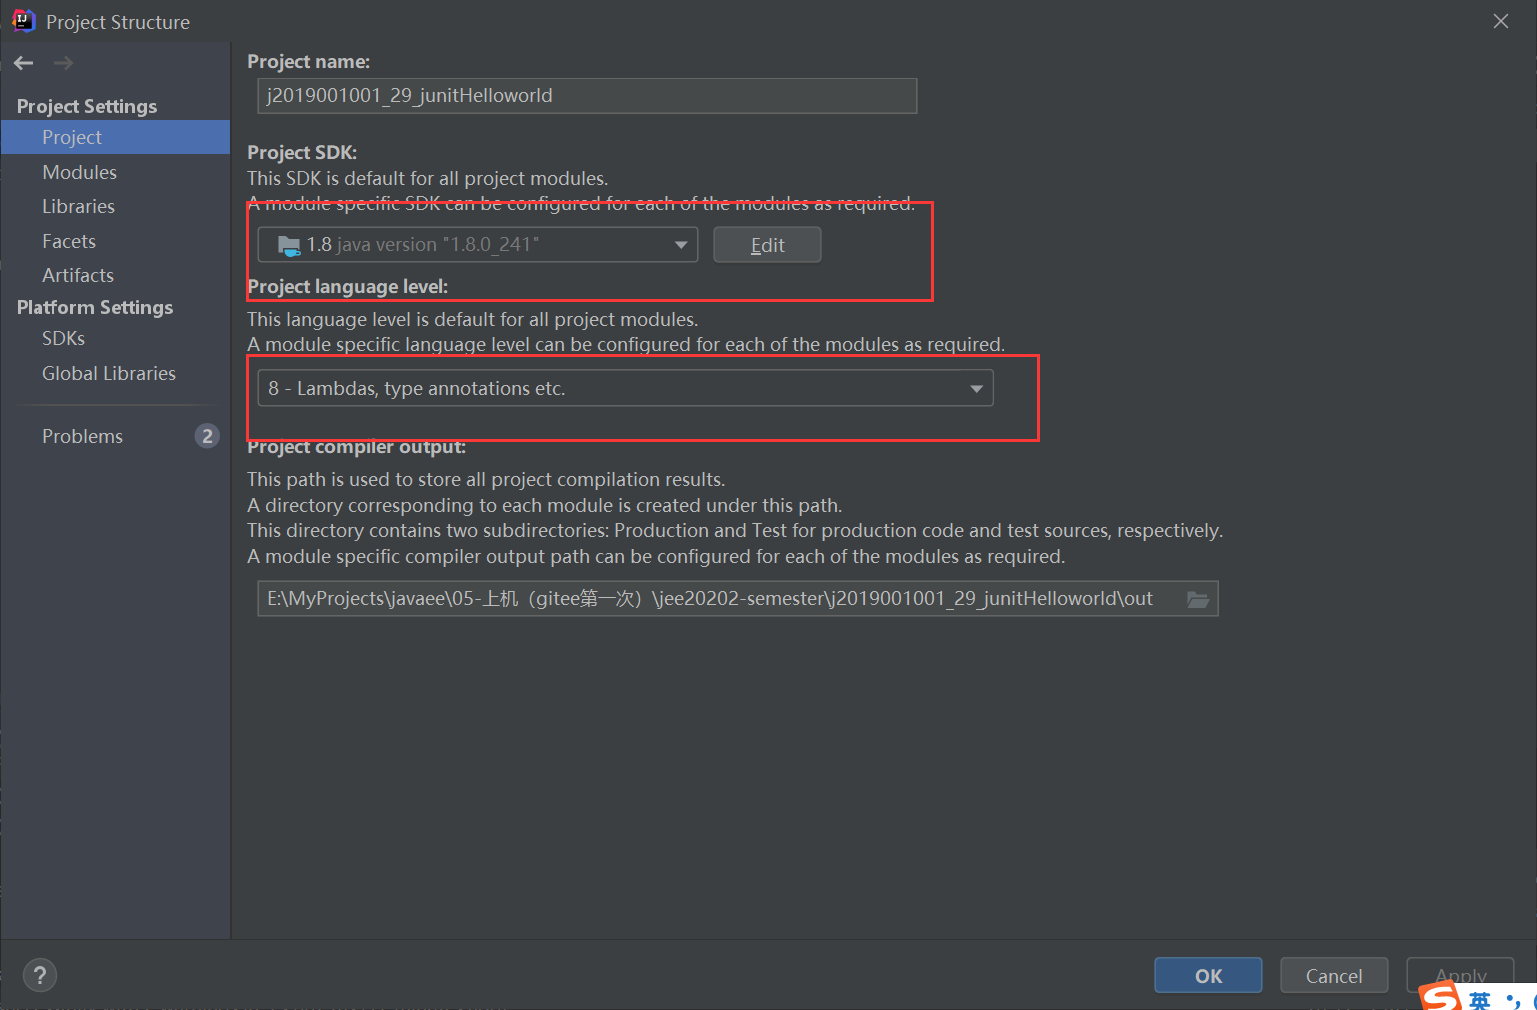 Project Structure
Project Settings
Project
Modules
Libraries
Facets
Artifacts
Platform Settings
SDKs
Global Libraries
Problems 2
Project name:
j2019001001_29_junitHelloworld
Project SDK:
This SDK is default for all project modules.
A module specific SDK can be configured for each of the modules as required.
1.8 java version "1.8.0_241"
Edit
Project language level:
This language level is default for all project modules.
A module specific language level can be configured for each of the modules as required.
8 - Lambdas, type annotations etc.
Project compiler output:
This path is used to store all project compilation results.
A directory corresponding to each module is created under this path.
This directory contains two subdirectories: Production and Test for production code and test sources, respectively.
A module specific compiler output path can be configured for each of the modules as required.
E:\MyProjects\javaee\05-上机（gitee第一次）\jee20202-semester\j2019001001_29_junitHelloworld\out
?
OK
Cancel
Apply
英